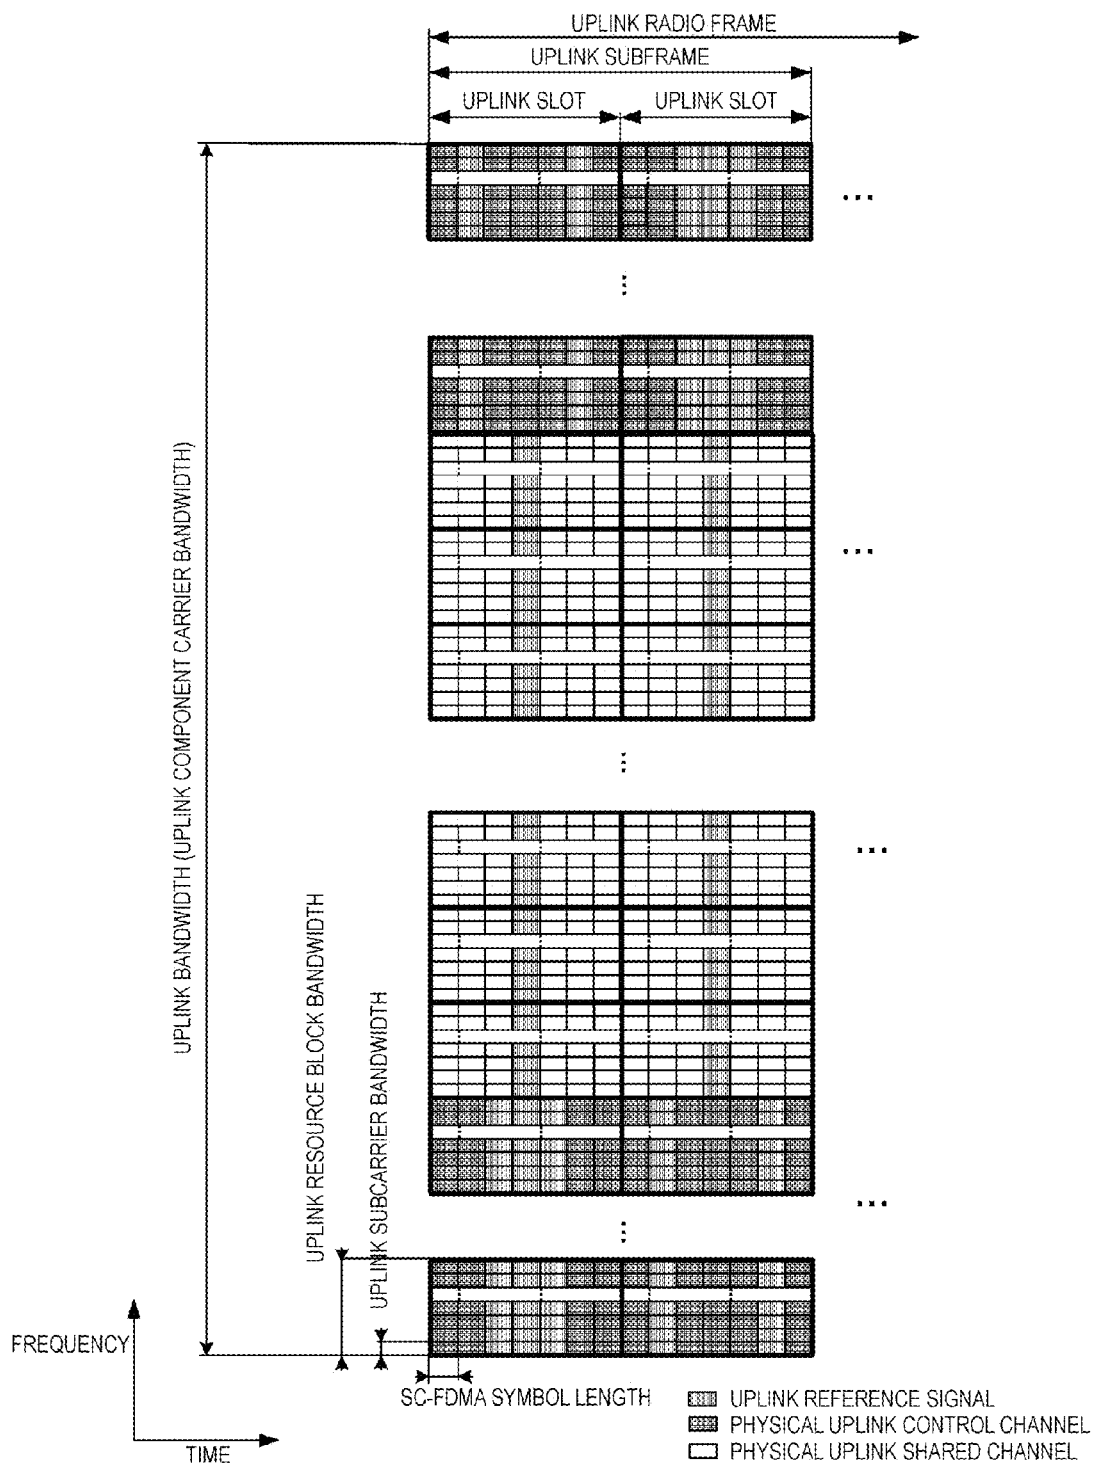 UPLINK RADIO FRAME
UPLINK SUBFRAME
UPLINK SLOT
UPLINK SLOT
UPLINK BANDWIDTH (UPLINK COMPONENT CARRIER BANDWIDTH)
UPLINK RESOURCE BLOCK BANDWIDTH
UPLINK SUBCARRIER BANDWIDTH
FREQUENCY
TIME
SC-FDMA SYMBOL LENGTH
UPLINK REFERENCE SIGNAL
PHYSICAL UPLINK CONTROL CHANNEL
PHYSICAL UPLINK SHARED CHANNEL